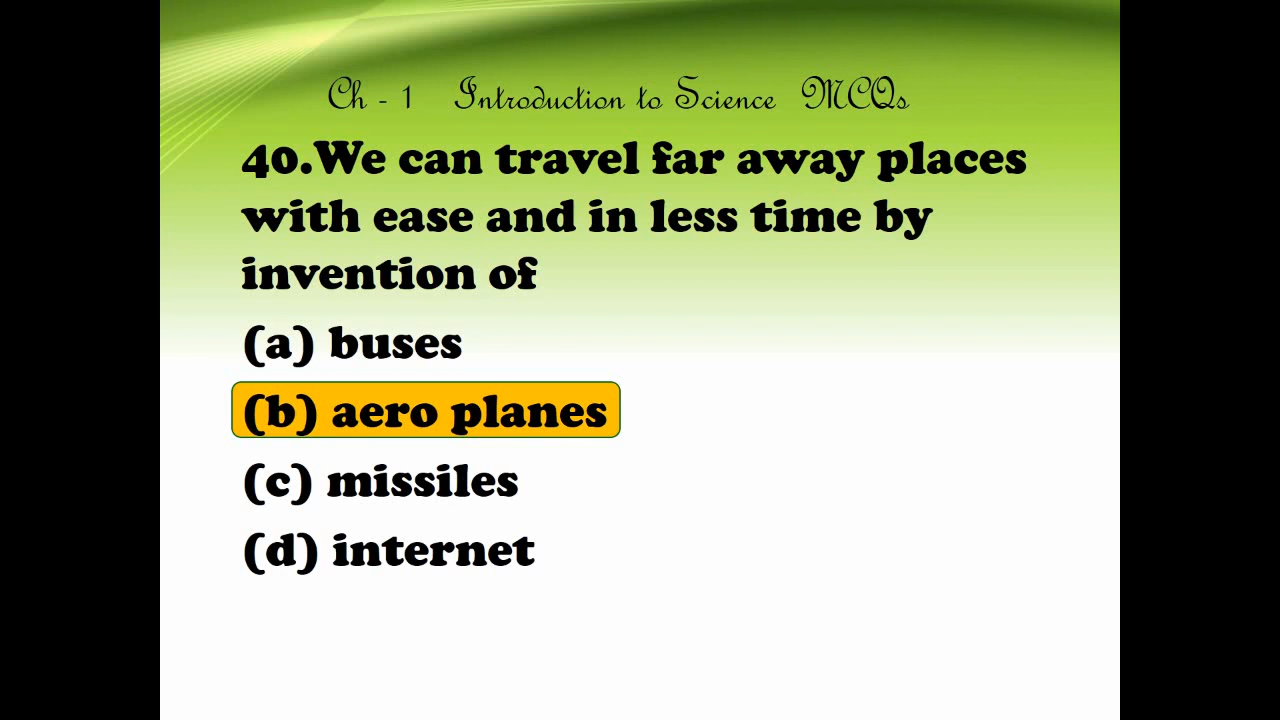 Ch - 1 Introduction to Science MCQs
40.We can travel far away places
with ease and in less time by
invention of
(a) buses
(b) aero planes
(c) missiles
(d) internet